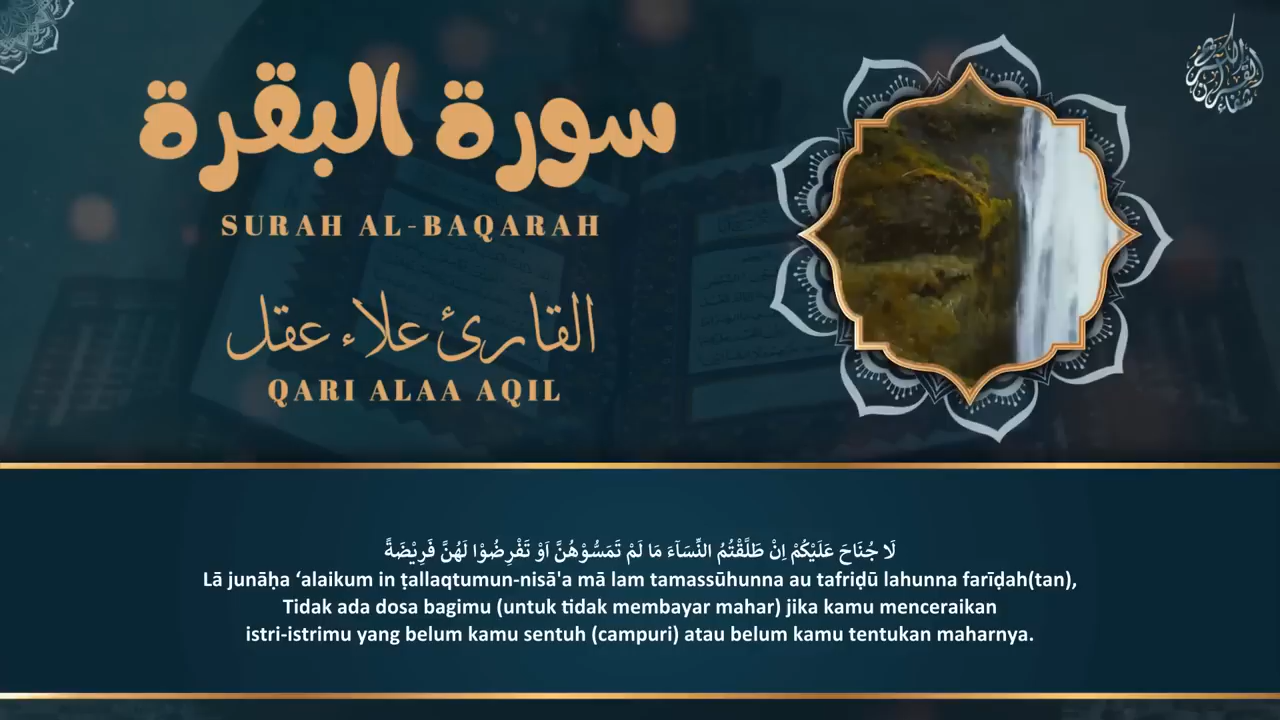 سورة البقرة
SURAH AL-BAQARAH
القارئ علاء عقل
QARI ALAA AQIL
لَا جُنَاحَ عَلَيْكُمْ اِنْ طَلَّقْتُمُ النِّسَاۤءَ مَا لَمْ تَمَسُّوْهُنَّ اَوْ تَفْرِضُوْا لَهُنَّ فَرِيْضَةً
Lā junāḥa ‘alaikum in ṭallaqtumun-nisā'a mā lam tamassūhunna au tafriḍū lahunna farīḍah(tan),
Tidak ada dosa bagimu (untuk tidak membayar mahar) jika kamu menceraikan
istri-istrimu yang belum kamu sentuh (campuri) atau belum kamu tentukan maharnya.